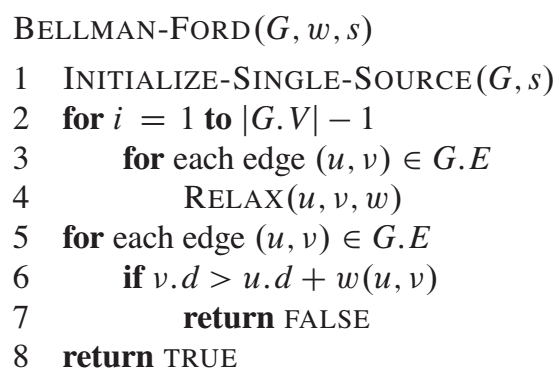 BELLMAN-FORD(G, w, s)
1 INITIALIZE-SINGLE-SOURCE(G, s)
2 for i = 1 to |G.V| − 1
3 for each edge (u, v) ∈ G.E
4 RELAX(u, v, w)
5 for each edge (u, v) ∈ G.E
6 if v.d > u.d + w(u, v)
7 return FALSE
8 return TRUE